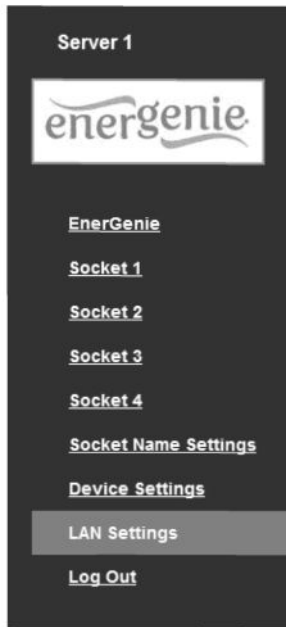 Server 1
energenie
EnerGenie
Socket 1
Socket 2
Socket 3
Socket 4
Socket Name Settings
Device Settings
LAN Settings
Log Out